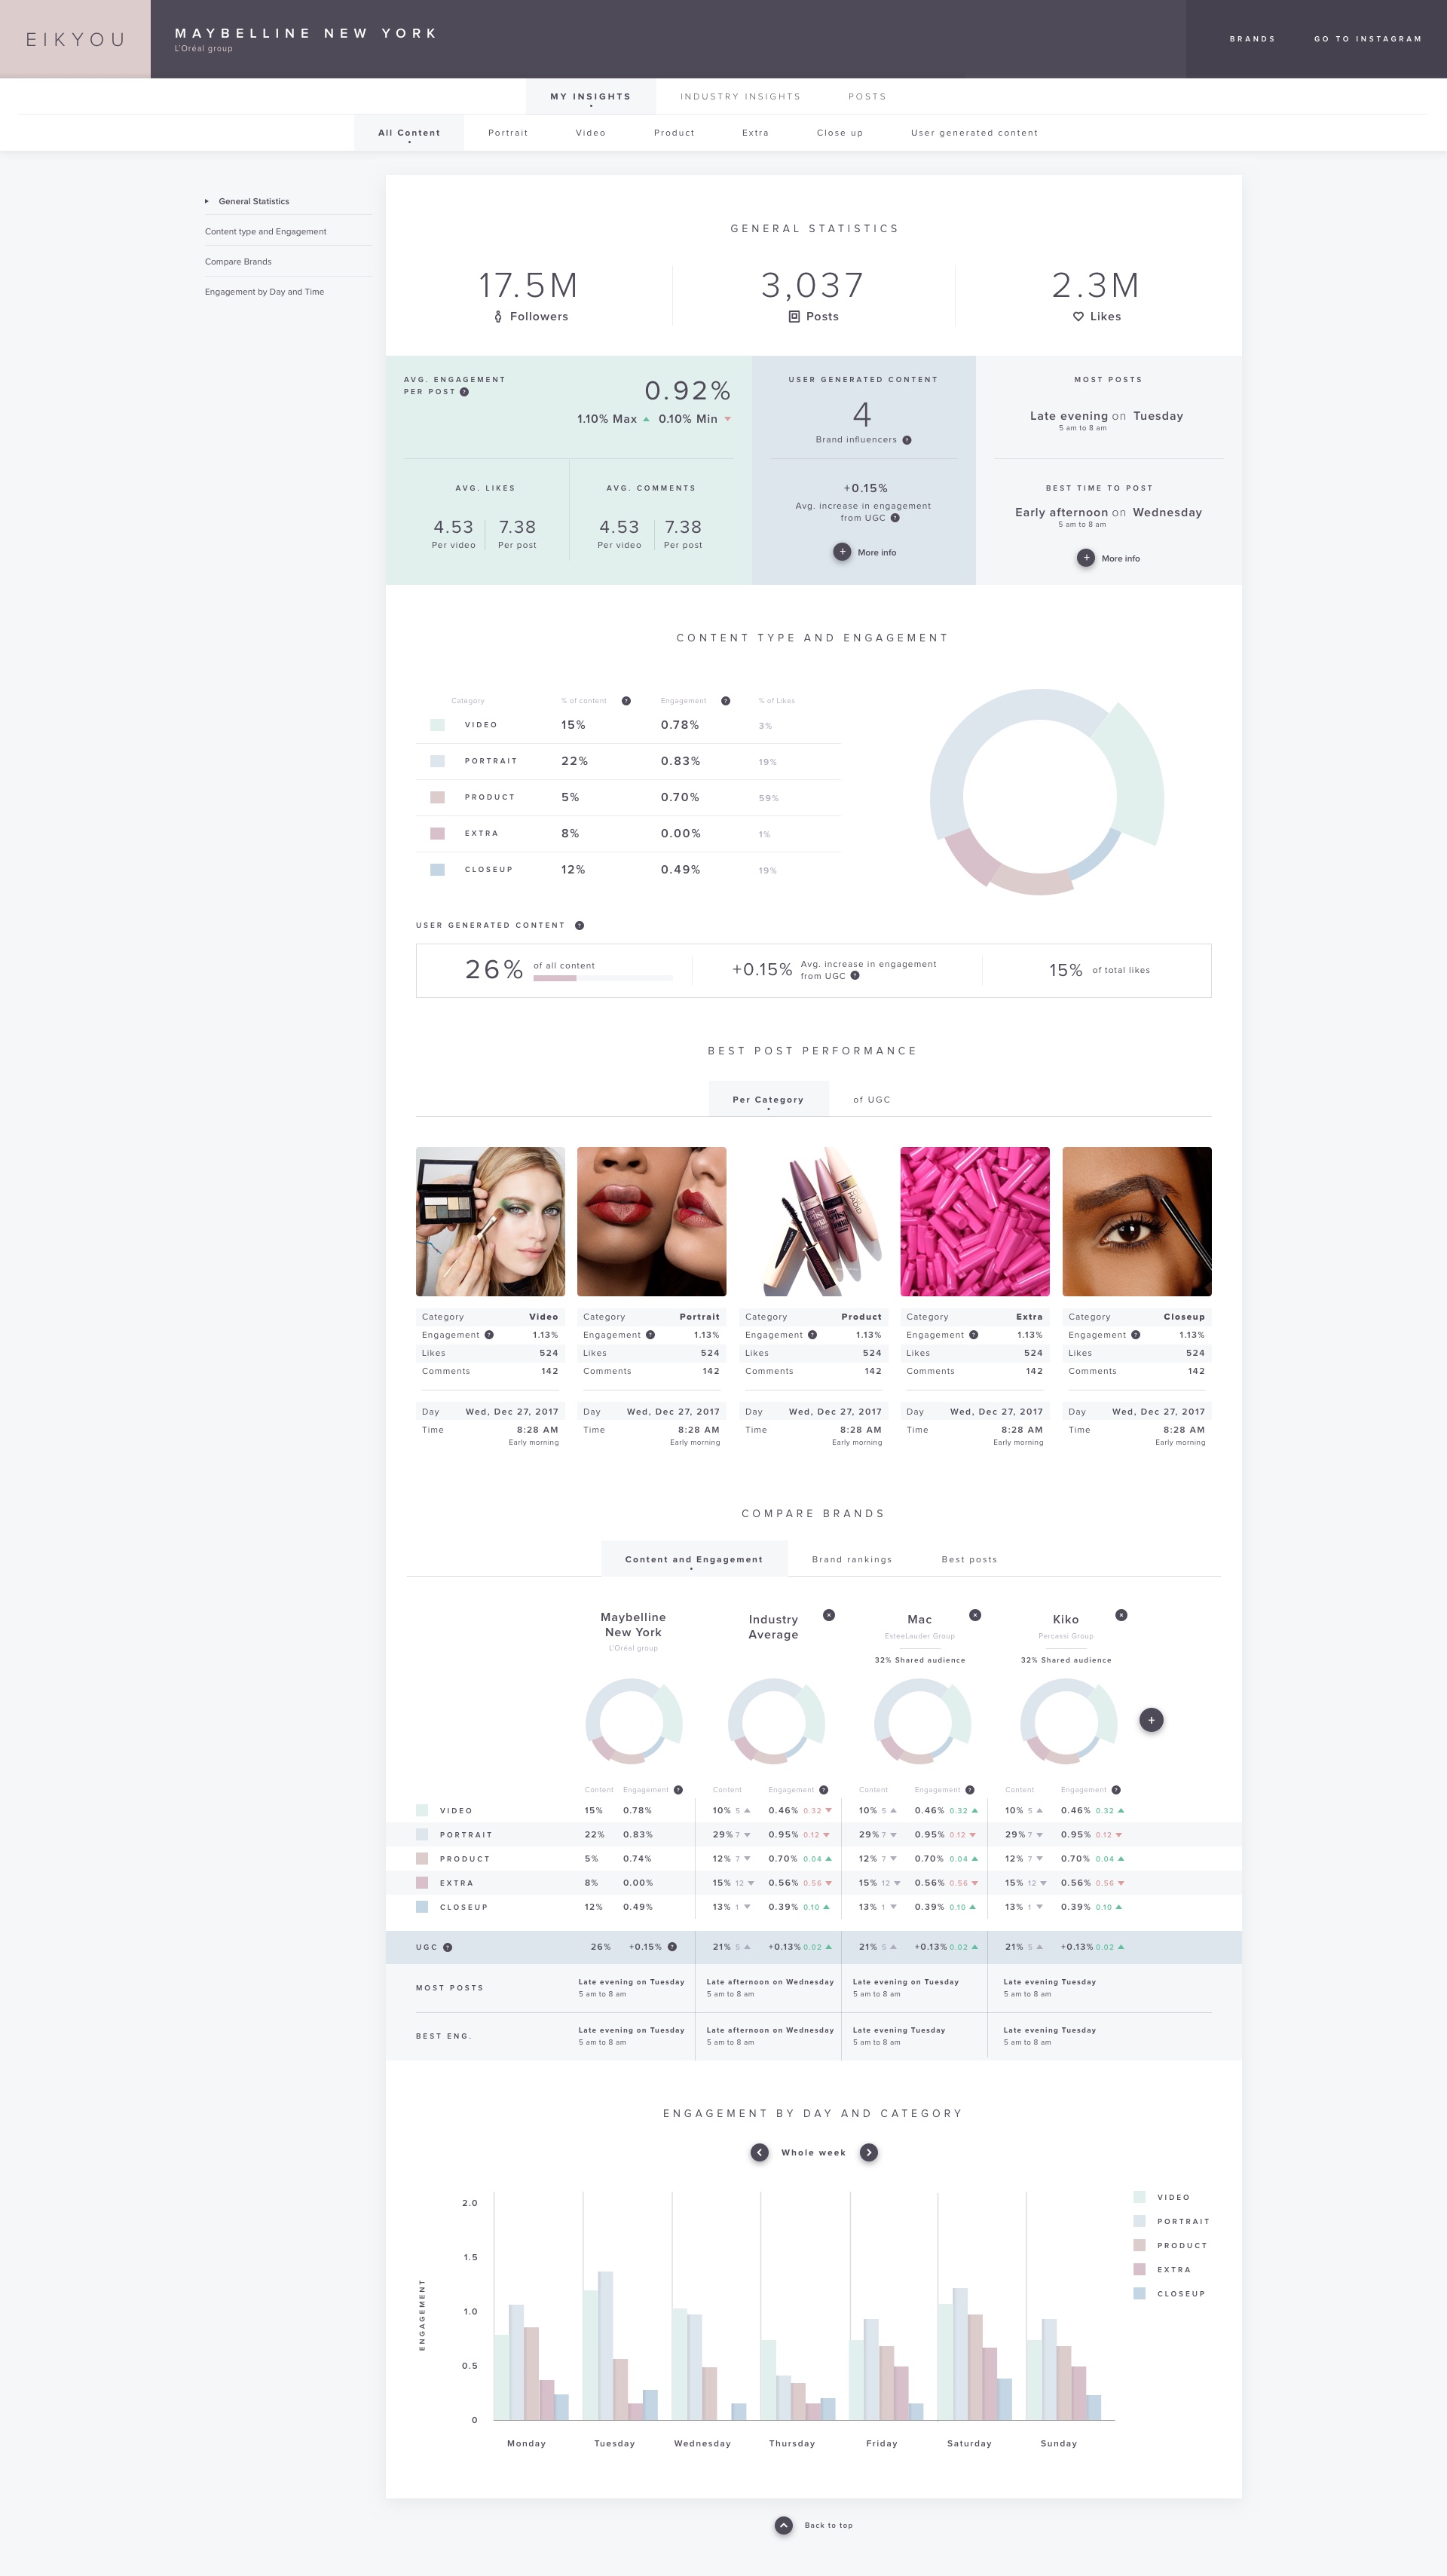 EIKYOU
MAYBELLINE NEW YORK
L'Oréal group
BRANDS
GO TO INSTAGRAM
MY INSIGHTS
INDUSTRY INSIGHTS
POSTS
All Content
Portrait
Video
Product
Extra
Close up
User generated content
General Statistics
Content type and Engagement
Compare Brands
Engagement by Day and Time
GENERAL STATISTICS
17.5M
Followers
3,037
Posts
2.3M
Likes
AVG. ENGAGEMENT
PER POST ?
0.92%
1.10% Max 0.10% Min
AVG. LIKES
4.53 7.38
Per video Per post
AVG. COMMENTS
4.53 7.38
Per video Per post
USER GENERATED CONTENT
4
Brand influencers ?
+0.15%
Avg. increase in engagement
from UGC ?
+ More info
MOST POSTS
Late evening on Tuesday
5 am to 8 am
BEST TIME TO POST
Early afternoon on Wednesday
5 am to 8 am
+ More info
CONTENT TYPE AND ENGAGEMENT
Category % of content ? Engagement ? % of Likes
VIDEO 15% 0.78% 3%
PORTRAIT 22% 0.83% 19%
PRODUCT 5% 0.70% 59%
EXTRA 8% 0.00% 1%
CLOSEUP 12% 0.49% 19%
USER GENERATED CONTENT ?
26% of all content
+0.15% Avg. increase in engagement
from UGC ?
15% of total likes
BEST POST PERFORMANCE
Per Category
of UGC
Category Video
Engagement ? 1.13%
Likes 524
Comments 142
Day Wed, Dec 27, 2017
Time 8:28 AM
Early morning
Category Portrait
Engagement ? 1.13%
Likes 524
Comments 142
Day Wed, Dec 27, 2017
Time 8:28 AM
Early morning
Category Product
Engagement ? 1.13%
Likes 524
Comments 142
Day Wed, Dec 27, 2017
Time 8:28 AM
Early morning
Category Extra
Engagement ? 1.13%
Likes 524
Comments 142
Day Wed, Dec 27, 2017
Time 8:28 AM
Early morning
Category Closeup
Engagement ? 1.13%
Likes 524
Comments 142
Day Wed, Dec 27, 2017
Time 8:28 AM
Early morning
COMPARE BRANDS
Content and Engagement
Brand rankings
Best posts
Maybelline
New York
L'Oréal group
Industry
Average
Mac
EsteeLauder Group
32% Shared audience
Kiko
Percassi Group
32% Shared audience
+
Content Engagement ? Content Engagement ? Content Engagement ? Content Engagement ?
VIDEO 15% 0.78% 10% 5 0.46% 0.32 10% 5 0.46% 0.32 10% 5 0.46% 0.32
PORTRAIT 22% 0.83% 29% 7 0.95% 0.12 29% 7 0.95% 0.12 29% 7 0.95% 0.12
PRODUCT 5% 0.74% 12% 7 0.70% 0.04 12% 7 0.70% 0.04 12% 7 0.70% 0.04
EXTRA 8% 0.00% 15% 12 0.56% 0.56 15% 12 0.56% 0.56 15% 12 0.56% 0.56
CLOSEUP 12% 0.49% 13% 1 0.39% 0.10 13% 1 0.39% 0.10 13% 1 0.39% 0.10
UGC ? 26% +0.15% ? 21% 5 +0.13% 0.02 21% 5 +0.13% 0.02 21% 5 +0.13% 0.02
MOST POSTS
Late evening on Tuesday Late afternoon on Wednesday Late evening on Tuesday Late evening Tuesday
5 am to 8 am 5 am to 8 am 5 am to 8 am 5 am to 8 am
BEST ENG.
Late evening on Tuesday Late afternoon on Wednesday Late evening Tuesday Late evening Tuesday
5 am to 8 am 5 am to 8 am 5 am to 8 am 5 am to 8 am
ENGAGEMENT BY DAY AND CATEGORY
Whole week
ENGAGEMENT
2.0
1.5
1.0
0.5
0
Monday Tuesday Wednesday Thursday Friday Saturday Sunday
VIDEO
PORTRAIT
PRODUCT
EXTRA
CLOSEUP
Back to top